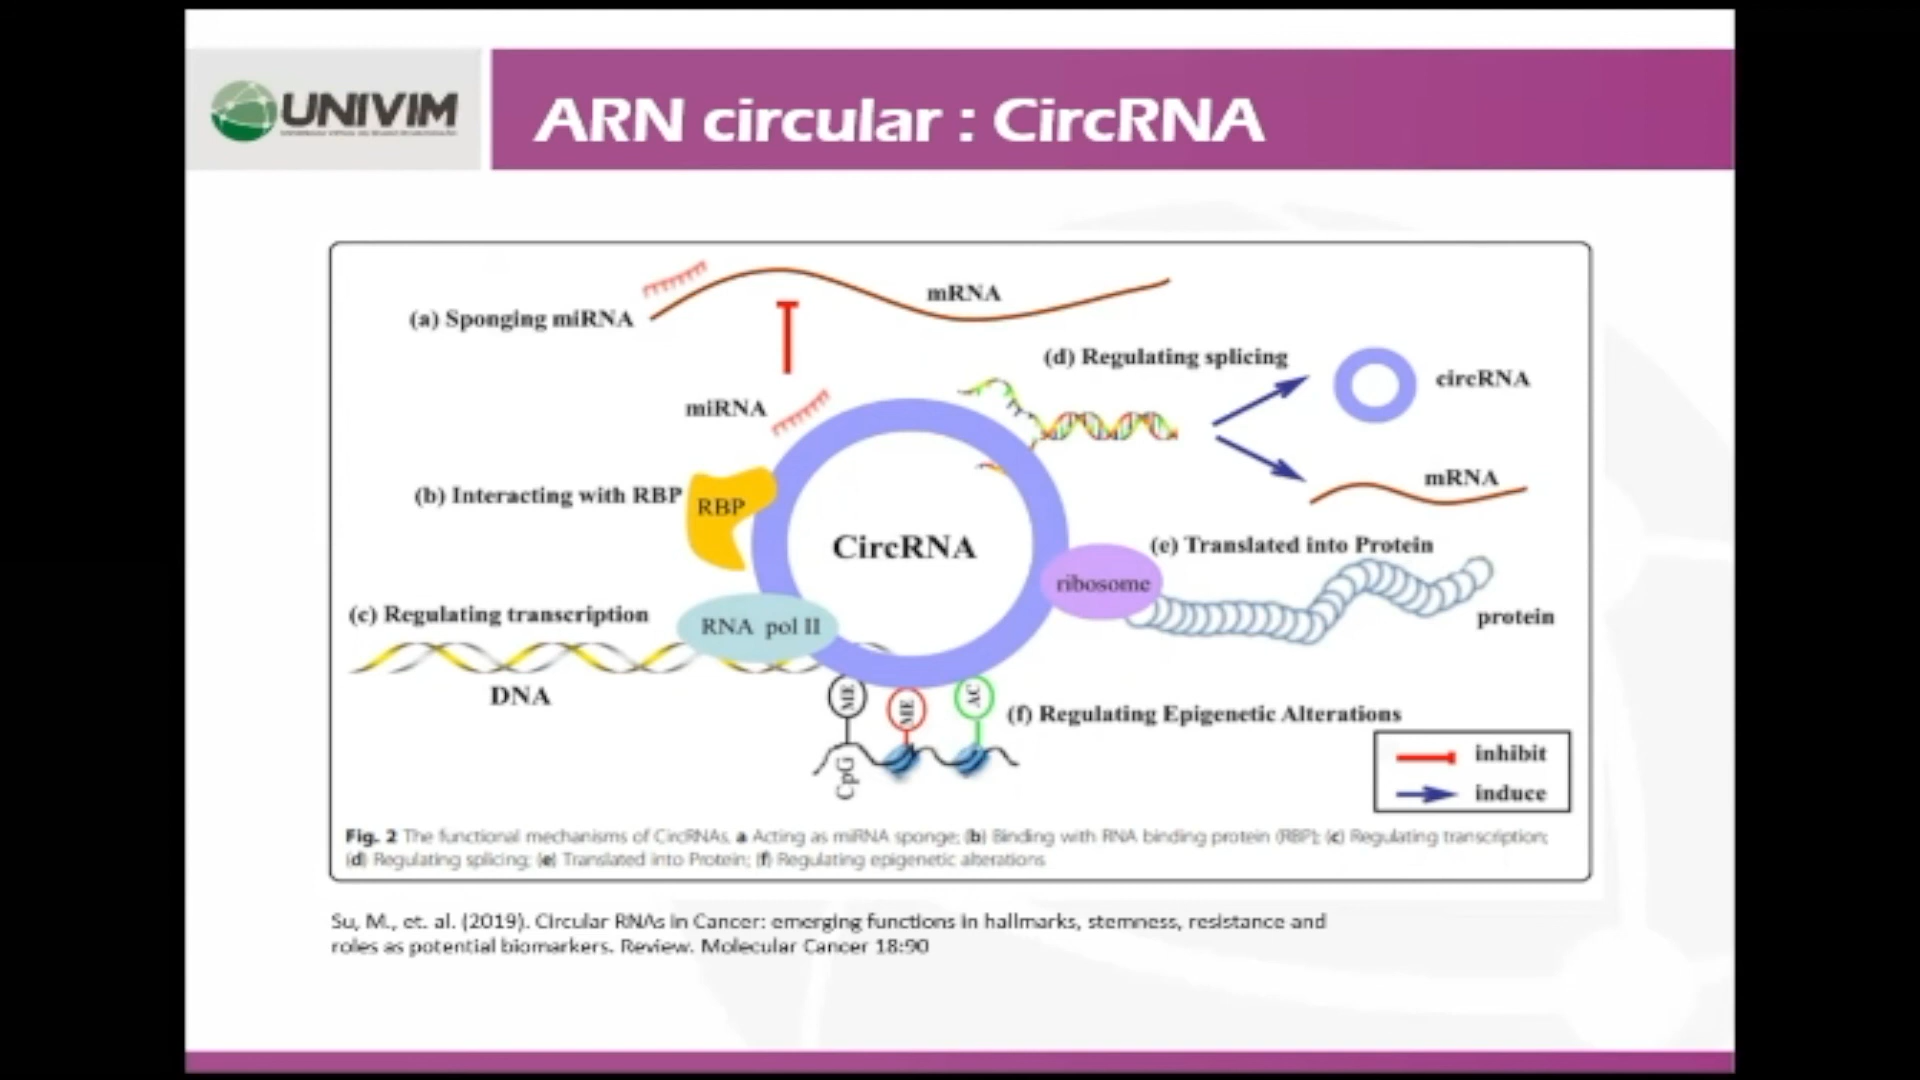 UNIVIM
ARN circular : CircRNA
mRNA
(a) Sponging miRNA
(d) Regulating splicing
circRNA
miRNA
mRNA
(b) Interacting with RBP
RBP
CircRNA
(e) Translated into Protein
ribosome
(c) Regulating transcription
RNA pol II
protein
DNA
ME
ME
AC
(f) Regulating Epigenetic Alterations
CpG
inhibit
induce
Fig. 2 The functional mechanisms of CircRNAs. a Acting as miRNA sponge; (b) Binding with RNA binding protein (RBP); (c) Regulating transcription;
(d) Regulating splicing; (e) Translated into Protein; (f) Regulating epigenetic alterations
Su, M., et. al. (2019). Circular RNAs in Cancer: emerging functions in hallmarks, stemness, resistance and
roles as potential biomarkers. Review. Molecular Cancer 18:90